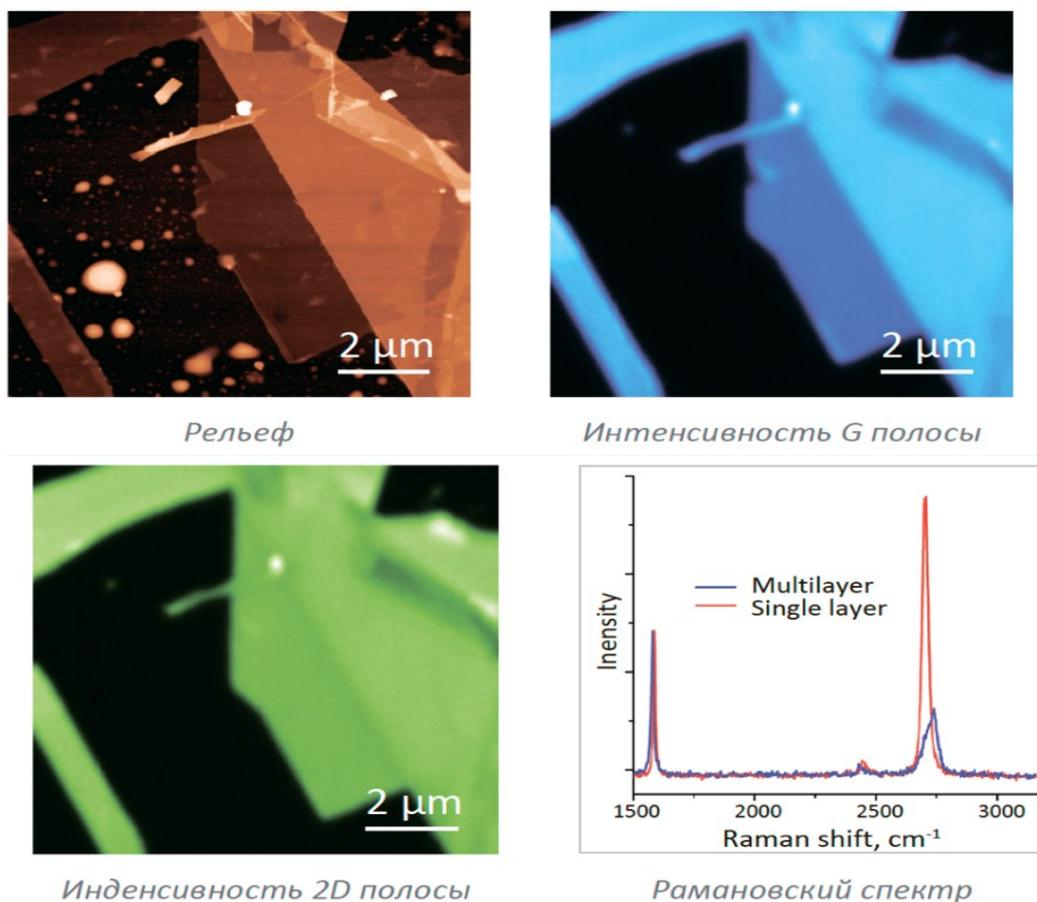 2 μm
2 μm
Рельеф
Интенсивность G полосы
2 μm
Inensity
Multilayer
Single layer
1500
2000
2500
3000
Raman shift, cm⁻¹
Инденсивность 2D полосы
Рамановский спектр